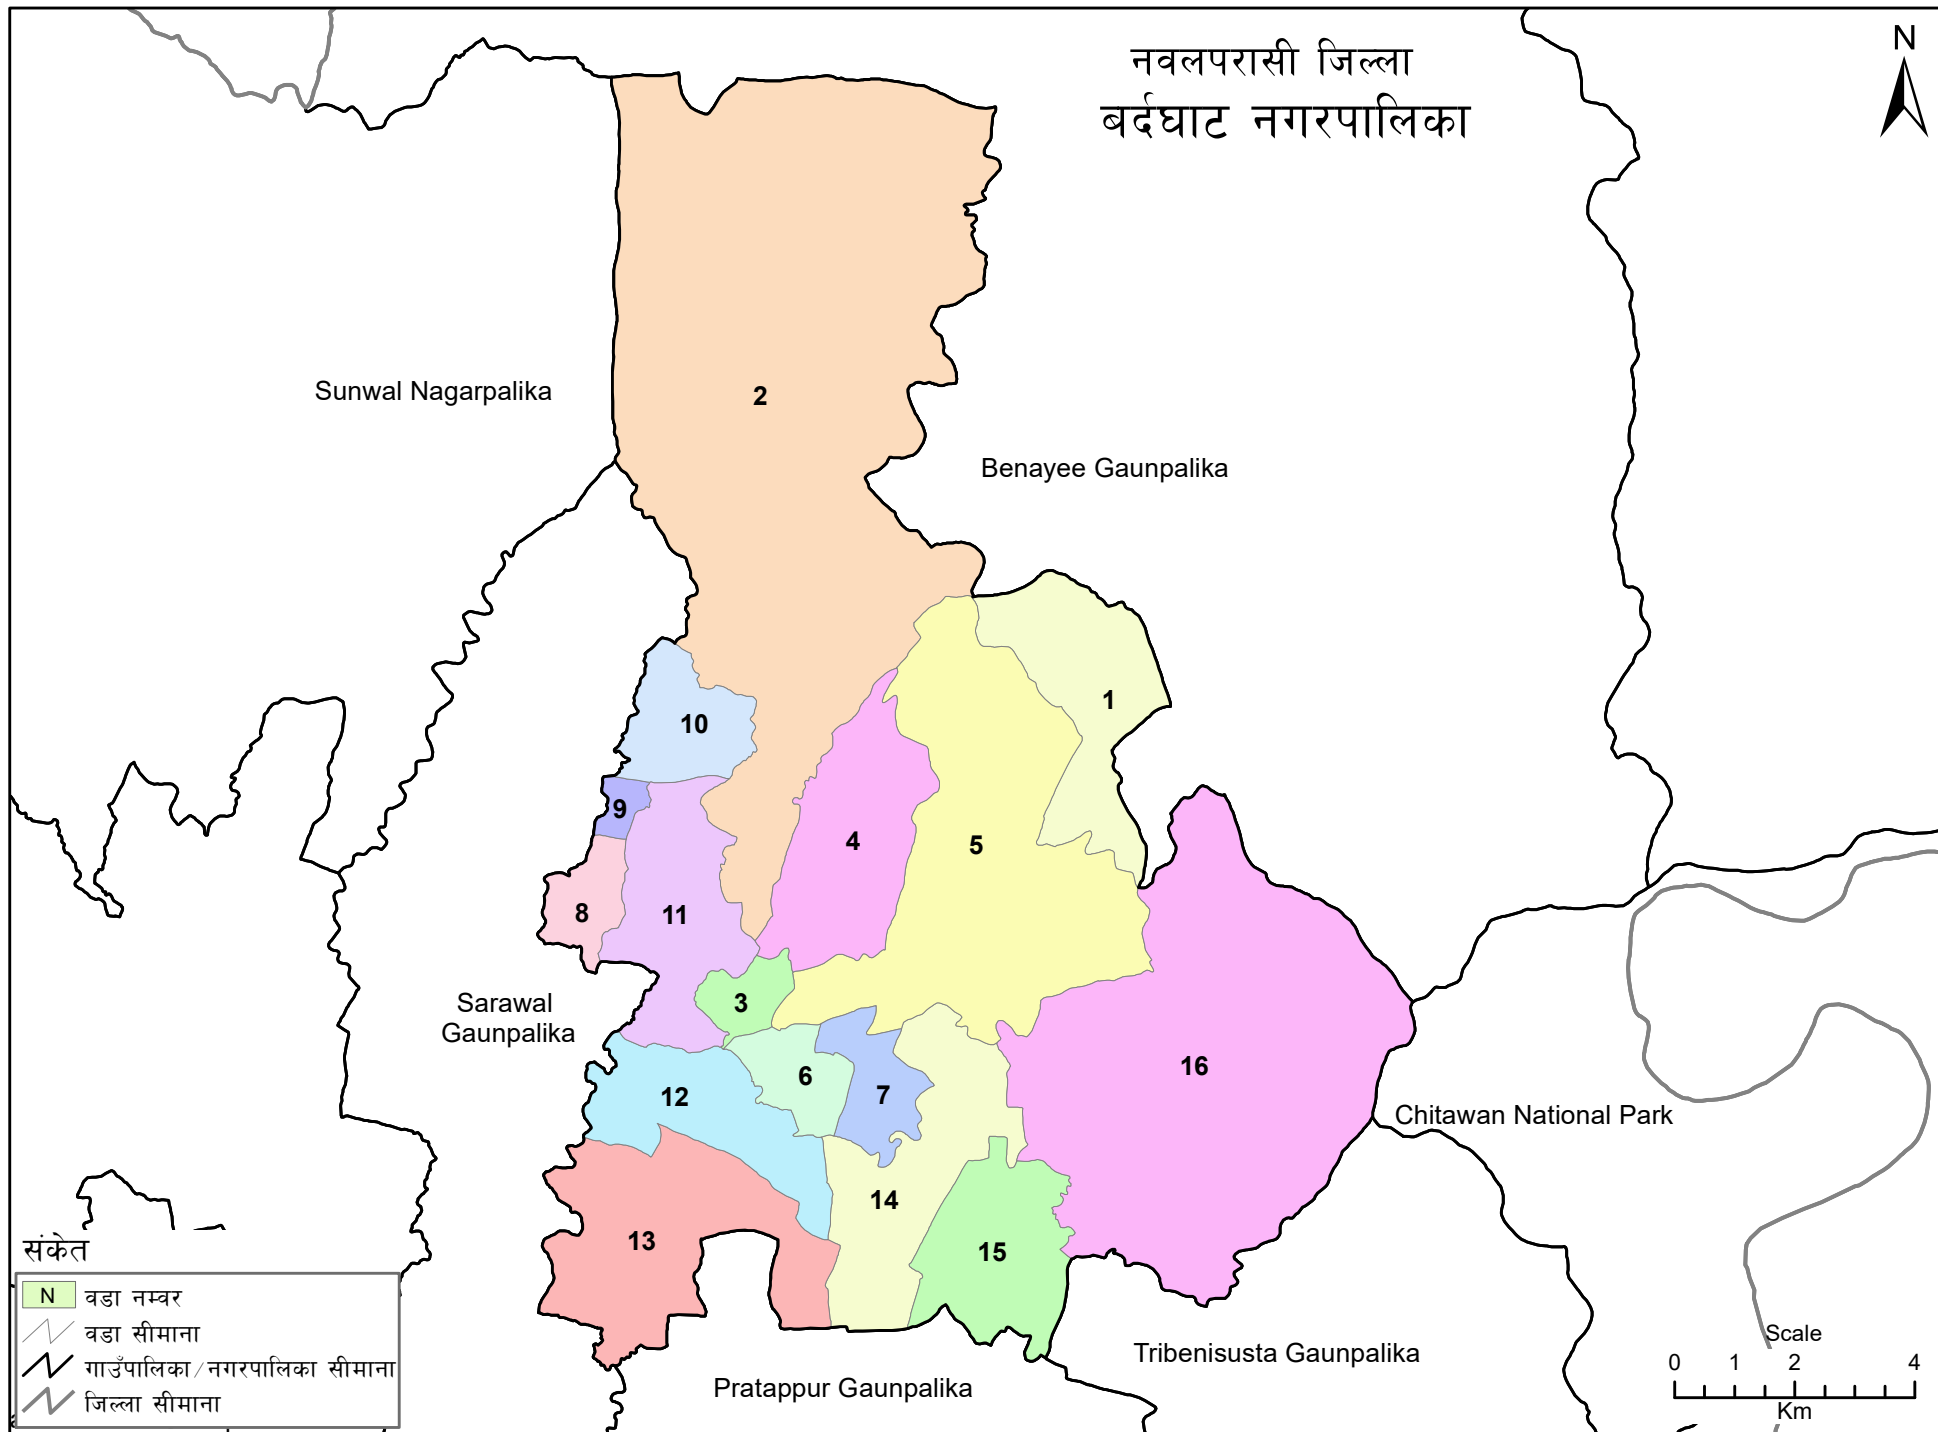 नवलपरासी जिल्ला
बर्दघाट नगरपालिका
N
Sunwal Nagarpalika
2
Benayee Gaunpalika
1
10
9
4
5
8
11
Sarawal
Gaunpalika
3
16
6
7
12
Chitawan National Park
14
13
15
संकेत
N वडा नम्वर
वडा सीमाना
गाउँपालिका/नगरपालिका सीमाना
जिल्ला सीमाना
Pratappur Gaunpalika
Tribenisusta Gaunpalika
Scale
0 1 2 4
Km